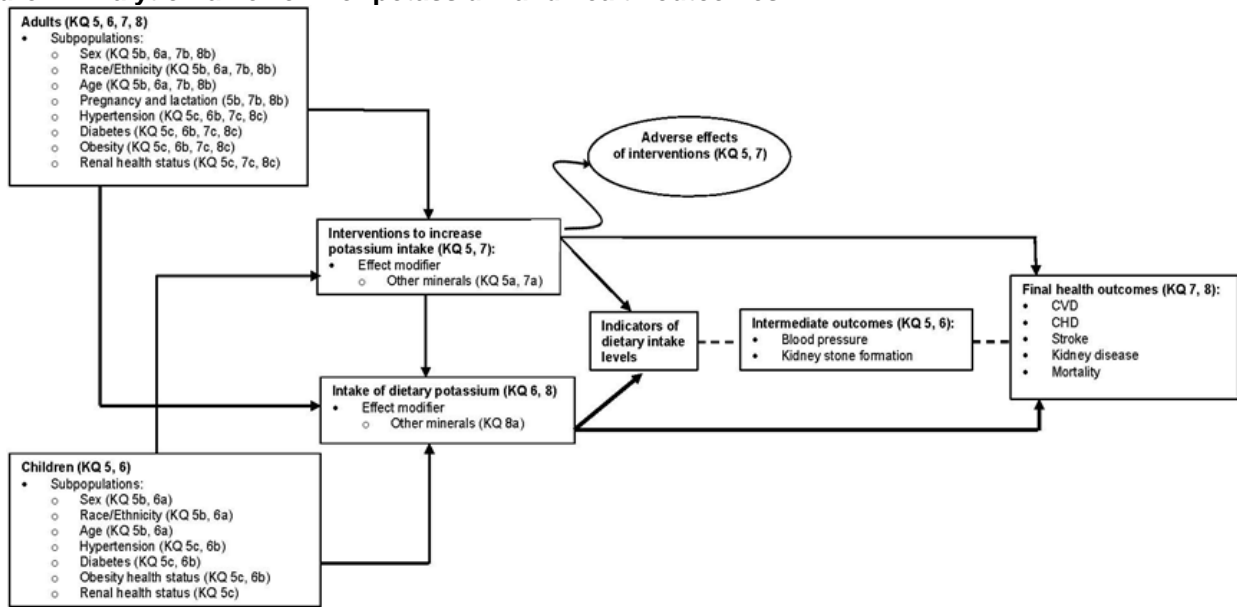 Analytic framework for potassium and health outcomes
Adults (KQ 5, 6, 7, 8)
• Subpopulations:
o Sex (KQ 5b, 6a, 7b, 8b)
o Race/Ethnicity (KQ 5b, 6a, 7b, 8b)
o Age (KQ 5b, 6a, 7b, 8b)
o Pregnancy and lactation (5b, 7b, 8b)
o Hypertension (KQ 5c, 6b, 7c, 8c)
o Diabetes (KQ 5c, 6b, 7c, 8c)
o Obesity (KQ 5c, 6b, 7c, 8c)
o Renal health status (KQ 5c, 7c, 8c)
Adverse effects
of interventions (KQ 5, 7)
Interventions to increase
potassium intake (KQ 5, 7):
• Effect modifier
o Other minerals (KQ 5a, 7a)
Indicators of
dietary intake
levels
Intermediate outcomes (KQ 5, 6):
• Blood pressure
• Kidney stone formation
Final health outcomes (KQ 7, 8):
• CVD
• CHD
• Stroke
• Kidney disease
• Mortality
Intake of dietary potassium (KQ 6, 8)
• Effect modifier
o Other minerals (KQ 8a)
Children (KQ 5, 6)
• Subpopulations:
o Sex (KQ 5b, 6a)
o Race/Ethnicity (KQ 5b, 6a)
o Age (KQ 5b, 6a)
o Hypertension (KQ 5c, 6b)
o Diabetes (KQ 5c, 6b)
o Obesity health status (KQ 5c, 6b)
o Renal health status (KQ 5c)